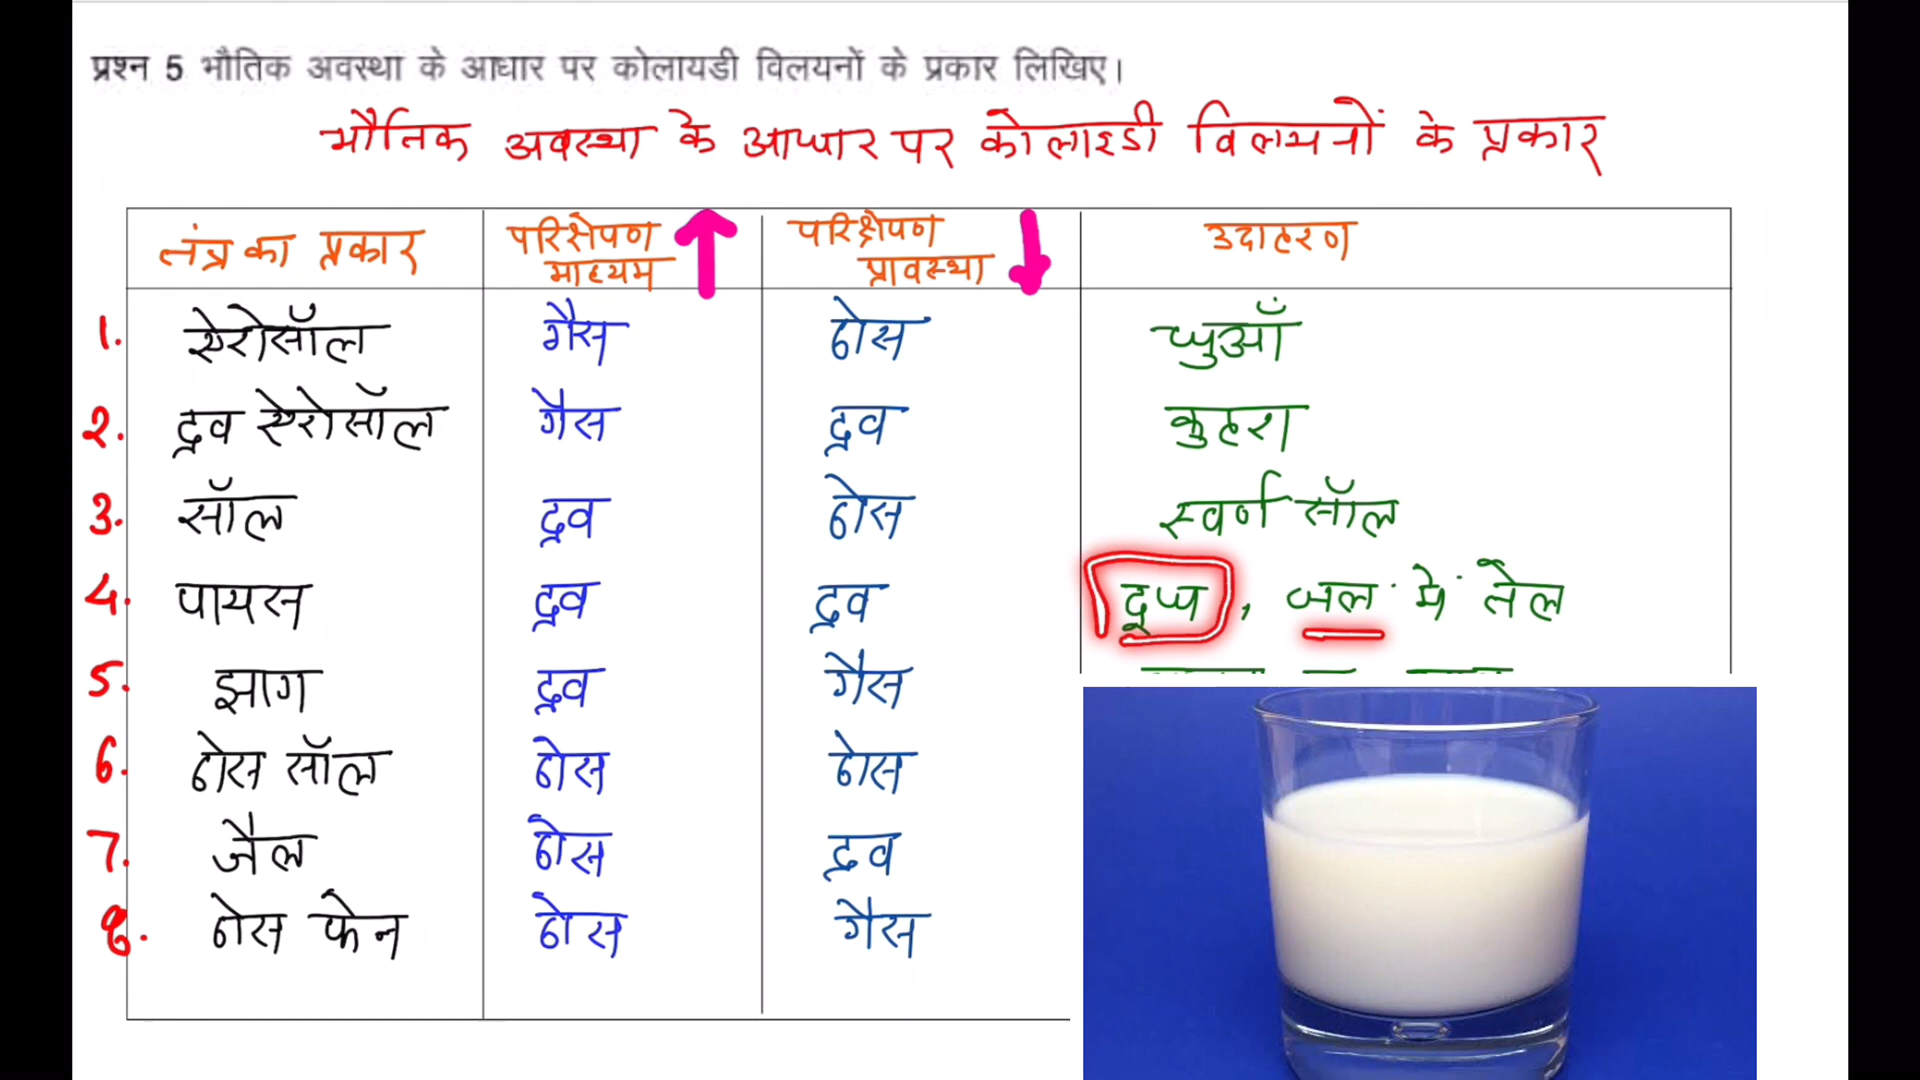 प्रश्न 5 भौतिक अवस्था के आधार पर कोलायडी विलयनों के प्रकार लिखिए।
भौतिक अवस्था के आधार पर कोलाइडी विलयनों के प्रकार
तंत्र का प्रकार परिक्षेपण माध्यम परिक्षेपण प्रावस्था उदाहरण
1. ऐरोसॉल गैस ठोस धुआँ
2. द्रव ऐरोसॉल गैस द्रव कुहरा
3. सॉल द्रव ठोस स्वर्ण सॉल
4. पायस द्रव द्रव दूध, जल में तेल
5. झाग द्रव गैस
6. ठोस सॉल ठोस ठोस
7. जैल ठोस द्रव
8. ठोस फेन ठोस गैस